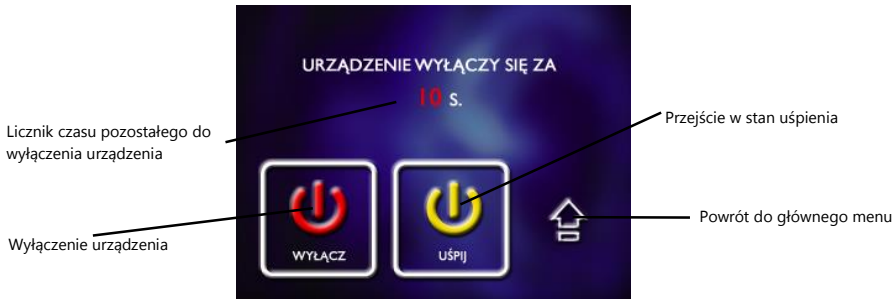 URZĄDZENIE WYŁĄCZY SIĘ ZA
10 S.
Licznik czasu pozostałego do
wyłączenia urządzenia
Przejście w stan uśpienia
Wyłączenie urządzenia
Powrót do głównego menu
WYŁĄCZ
UŚPIJ